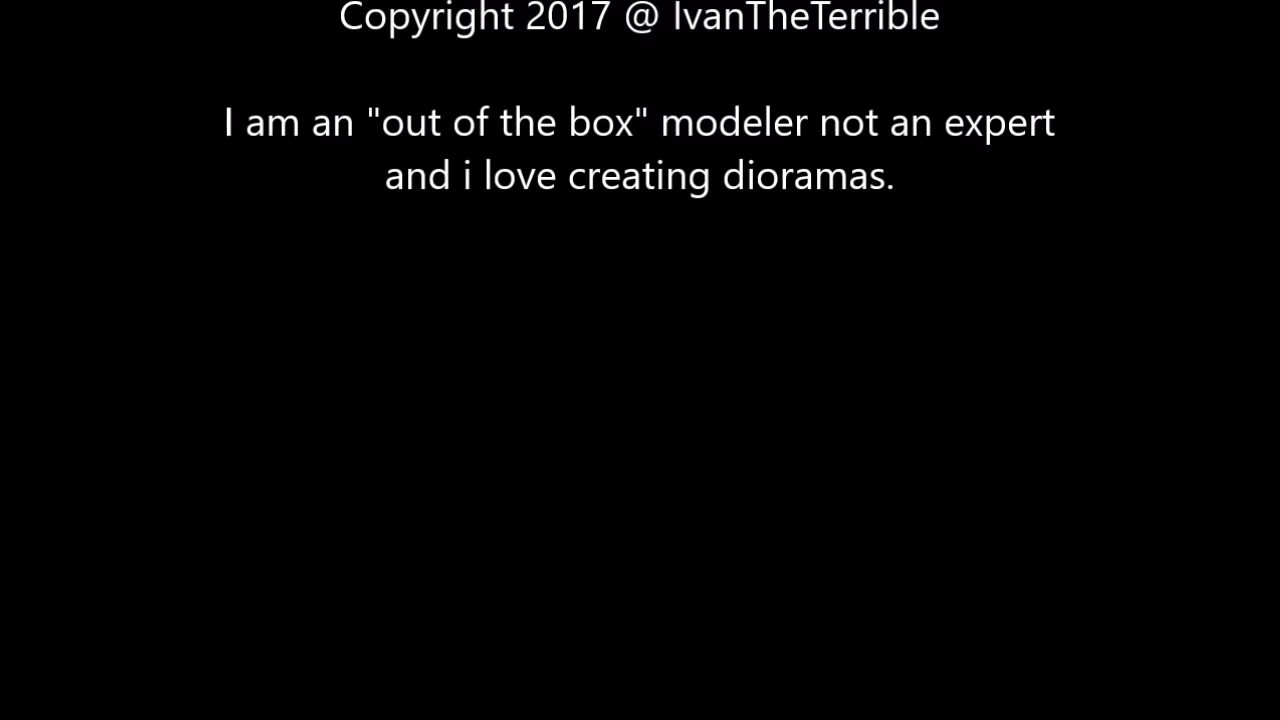 Copyright 2017 @ IvanTheTerrible
I am an "out of the box" modeler not an expert
and i love creating dioramas.